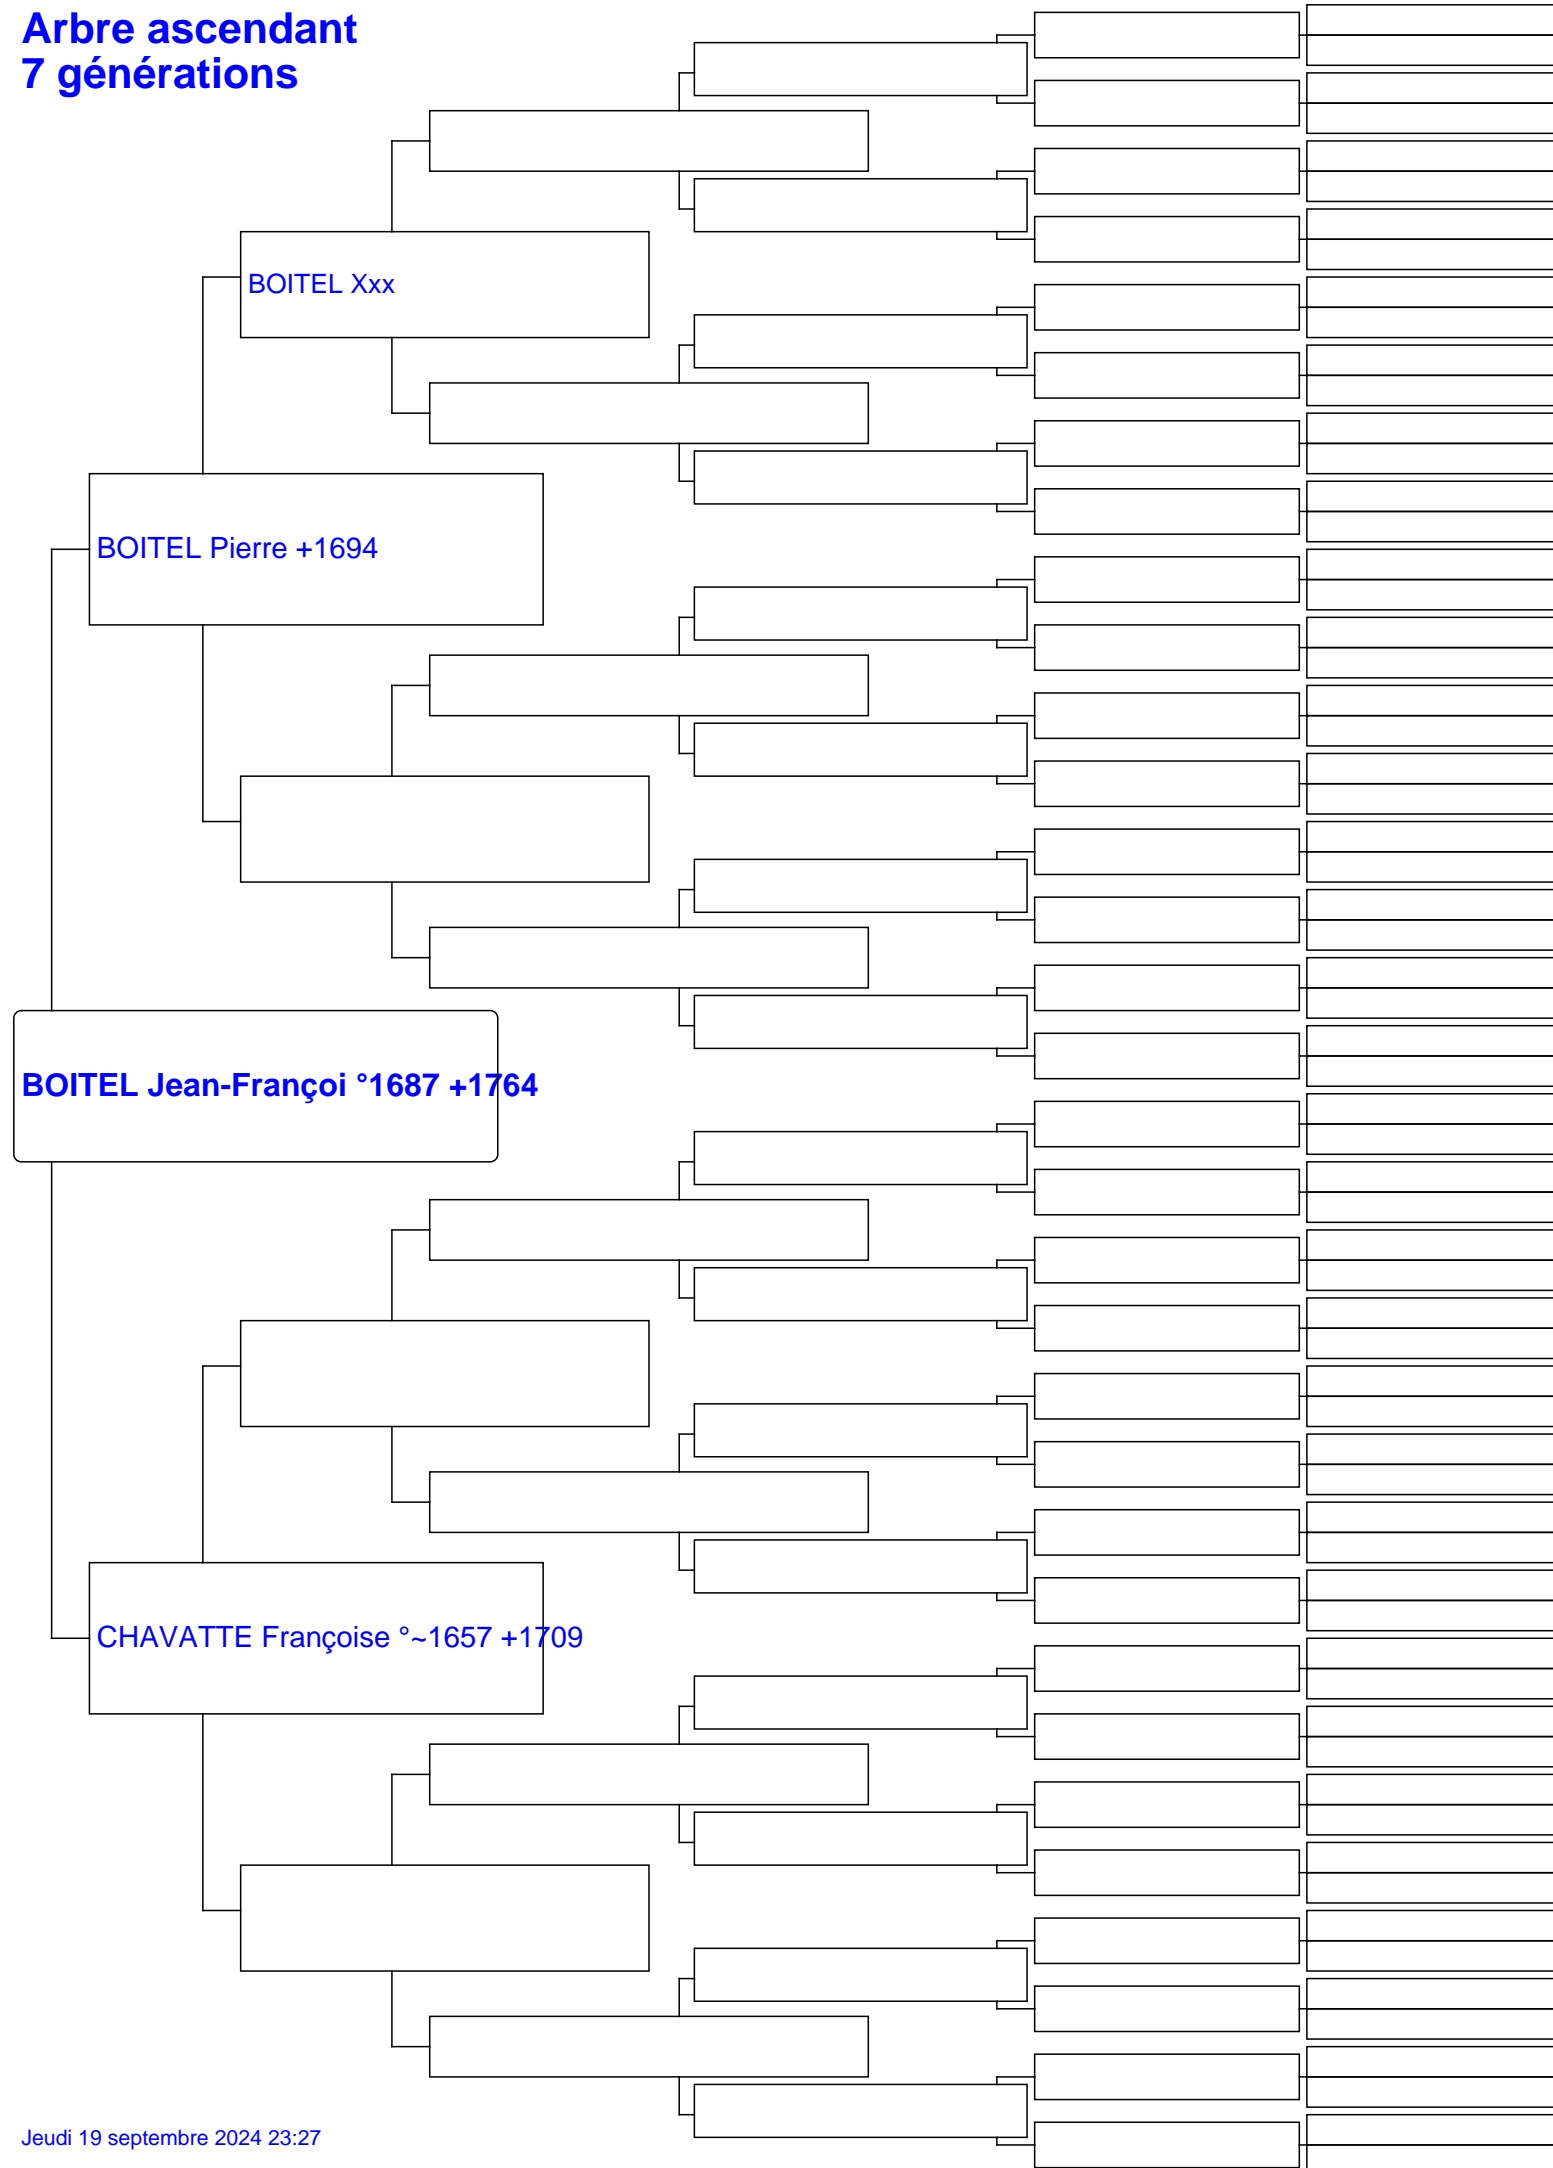 Arbre ascendant
7 générations
BOITEL Xxx
BOITEL Pierre +1694
BOITEL Jean-Françoi °1687 +1764
CHAVATTE Françoise °~1657 +1709
Jeudi 19 septembre 2024 23:27